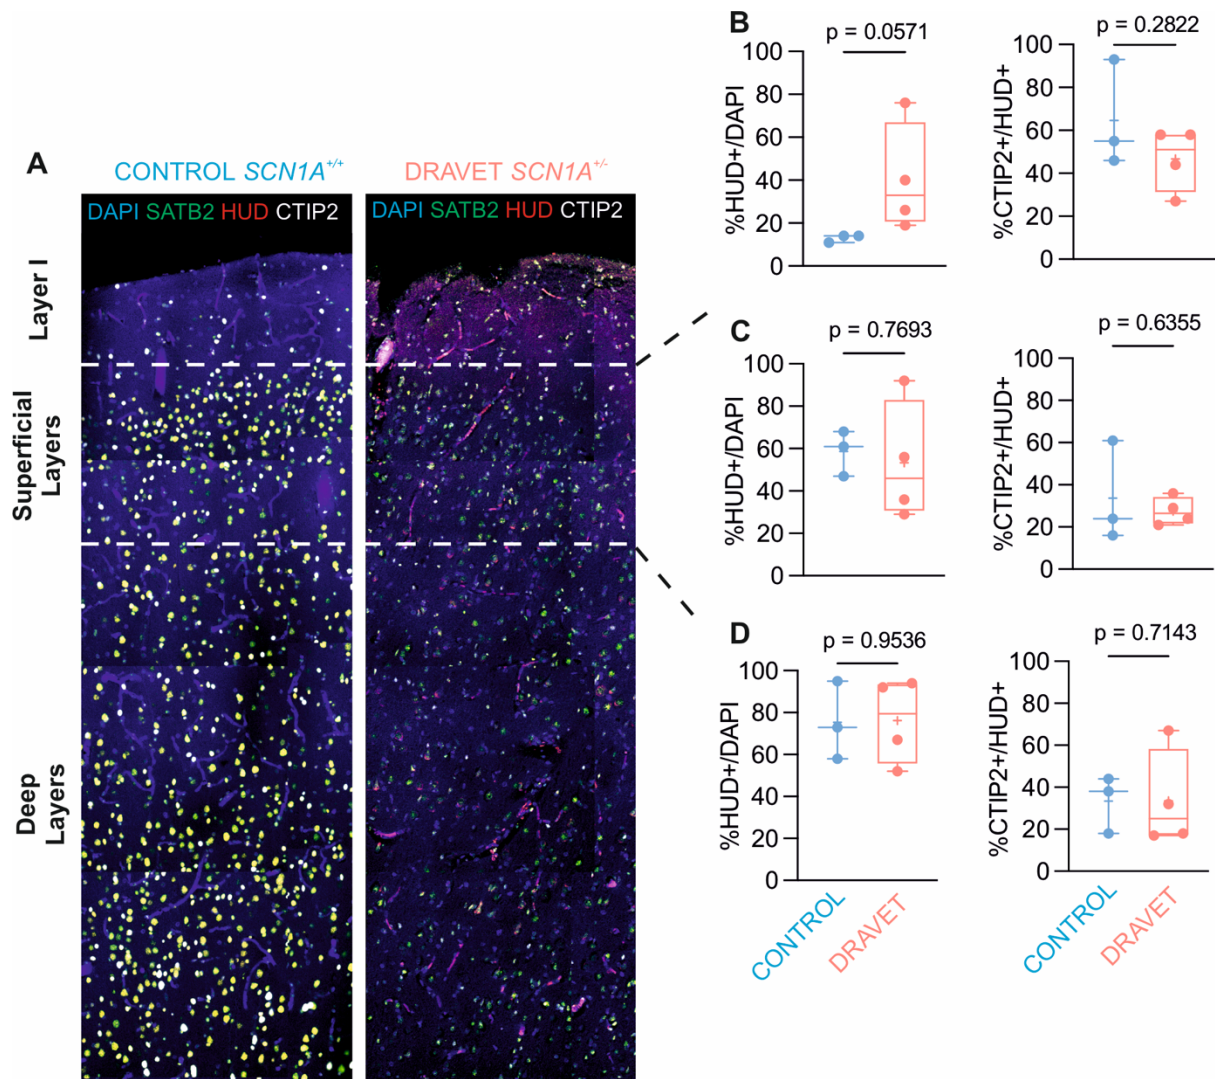 A
CONTROL SCN1A+/+
DRAVET SCN1A+/-
DAPI SATB2 HUD CTIP2
DAPI SATB2 HUD CTIP2
Layer I
Superficial
Layers
Deep
Layers
B
p = 0.0571
%HUD+/DAPI
100
80
60
40
20
0
p = 0.2822
%CTIP2+/HUD+
100
80
60
40
20
0
C
p = 0.7693
%HUD+/DAPI
100
80
60
40
20
0
p = 0.6355
%CTIP2+/HUD+
100
80
60
40
20
0
D
p = 0.9536
%HUD+/DAPI
100
80
60
40
20
0
CONTROL
DRAVET
p = 0.7143
%CTIP2+/HUD+
100
80
60
40
20
0
CONTROL
DRAVET